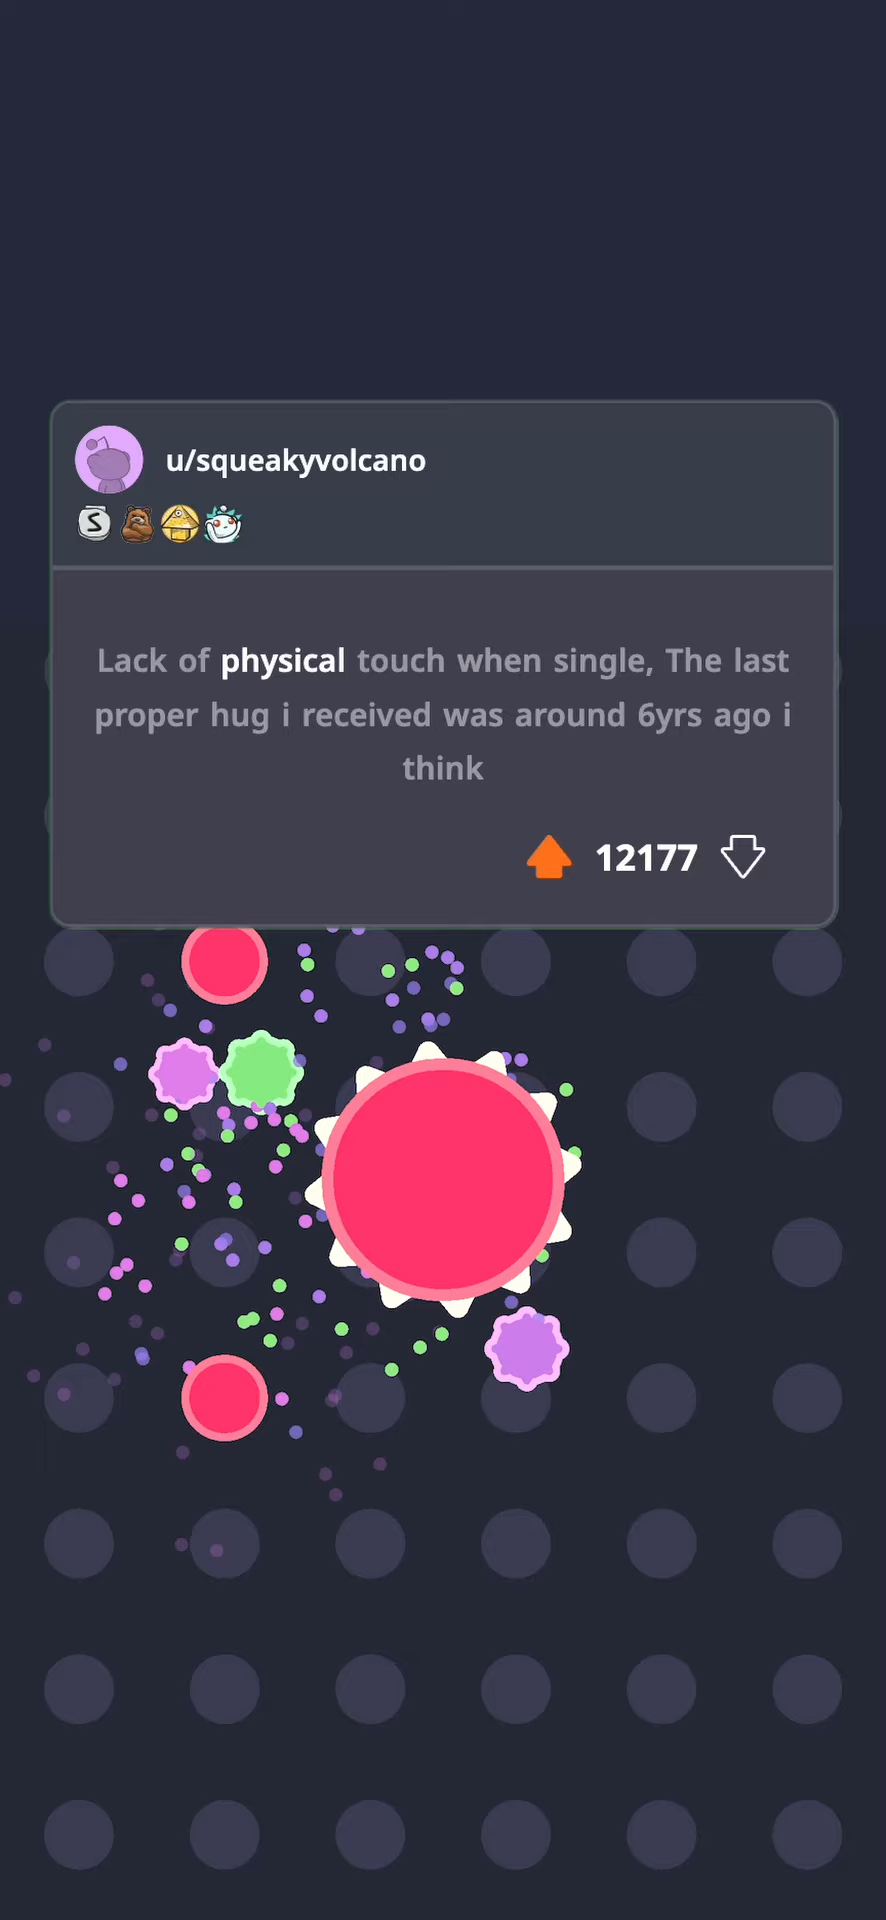 u/squeakyvolcano
S
Lack of physical touch when single, The last
proper hug i received was around 6yrs ago i
think
12177